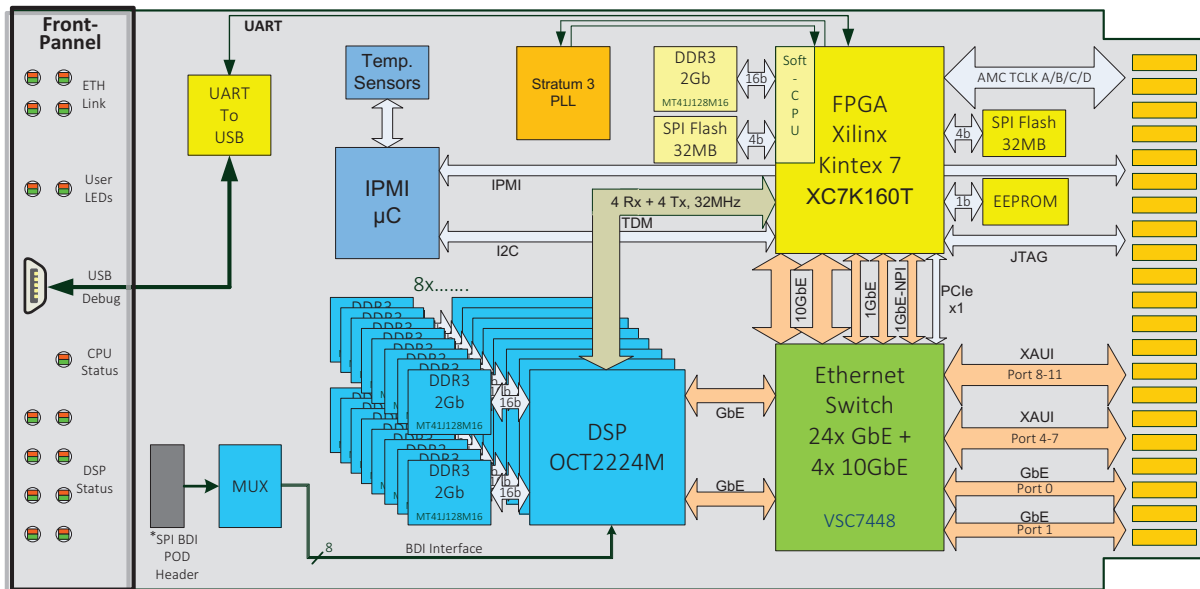 Front-
Pannel
ETH
Link
User
LEDs
USB
Debug
CPU
Status
DSP
Status
UART
UART
To
USB
Temp.
Sensors
IPMI
µC
Stratum 3
PLL
DDR3
2Gb
MT41J128M16
16b
SPI Flash
32MB
4b
Soft
-
C
P
U
FPGA
Xilinx
Kintex 7
XC7K160T
AMC TCLK A/B/C/D
4b
SPI Flash
32MB
IPMI
1b
EEPROM
4 Rx + 4 Tx, 32MHz
TDM
I2C
JTAG
10GbE
1GbE
1GbE-NPI
PCIe
x1
8x.......
DDR3
DDR3
2Gb
MT41J128M16
16b
DDR3
2Gb
MT41J128M16
16b
DSP
OCT2224M
GbE
GbE
Ethernet
Switch
24x GbE +
4x 10GbE
VSC7448
XAUI
Port 8-11
XAUI
Port 4-7
GbE
Port 0
GbE
Port 1
*SPI BDI
POD
Header
MUX
8
BDI Interface